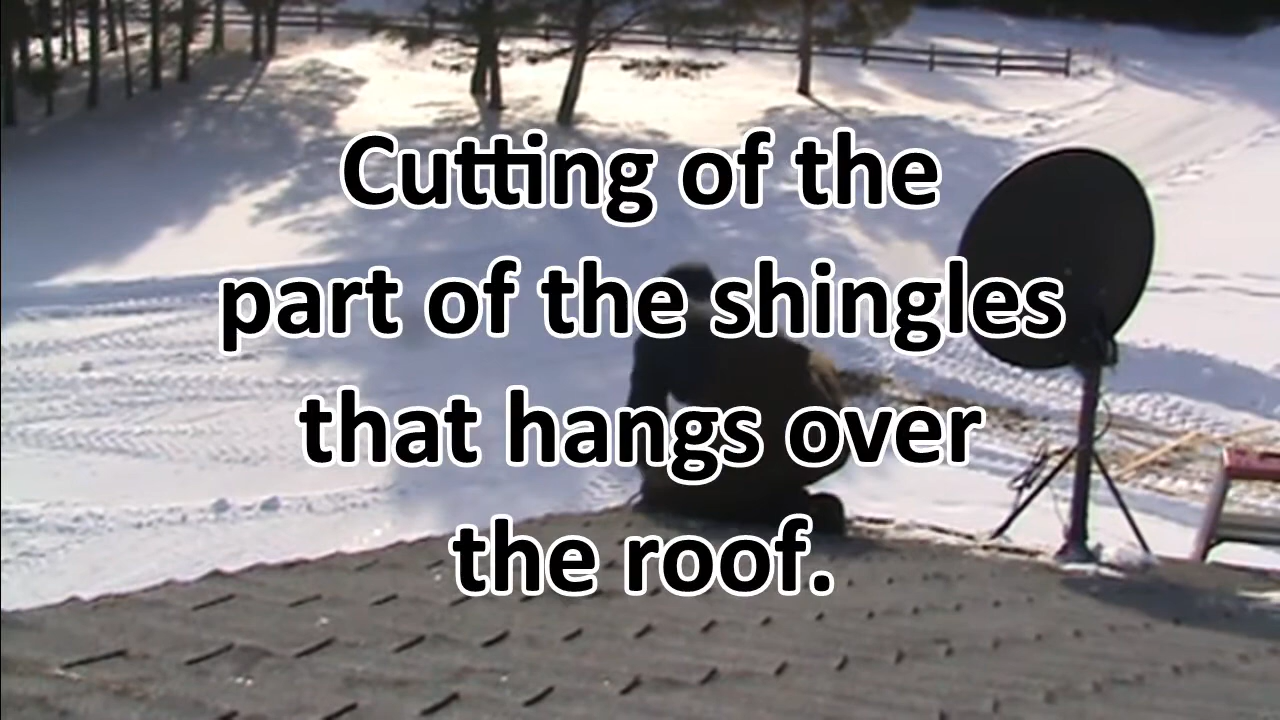 Cutting of the
part of the shingles
that hangs over
the roof.